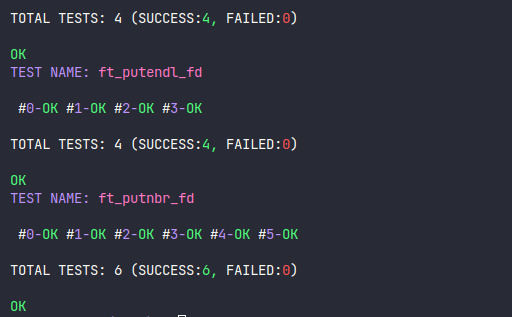 TOTAL TESTS: 4 (SUCCESS:4, FAILED:0)
OK
TEST NAME: ft_putendl_fd
#0-OK #1-OK #2-OK #3-OK
TOTAL TESTS: 4 (SUCCESS:4, FAILED:0)
OK
TEST NAME: ft_putnbr_fd
#0-OK #1-OK #2-OK #3-OK #4-OK #5-OK
TOTAL TESTS: 6 (SUCCESS:6, FAILED:0)
OK